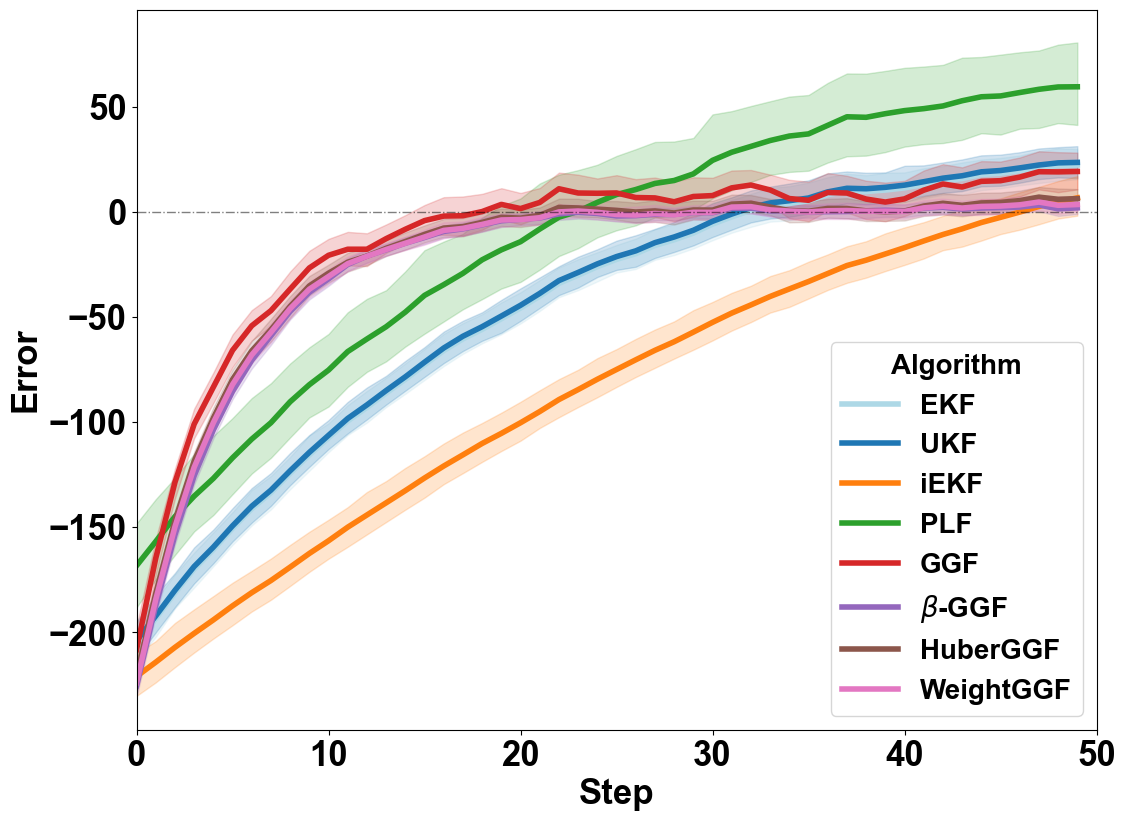 50
0
−50
−100
−150
−200
Error
0 10 20 30 40 50
Step
Algorithm
EKF
UKF
iEKF
PLF
GGF
β-GGF
HuberGGF
WeightGGF